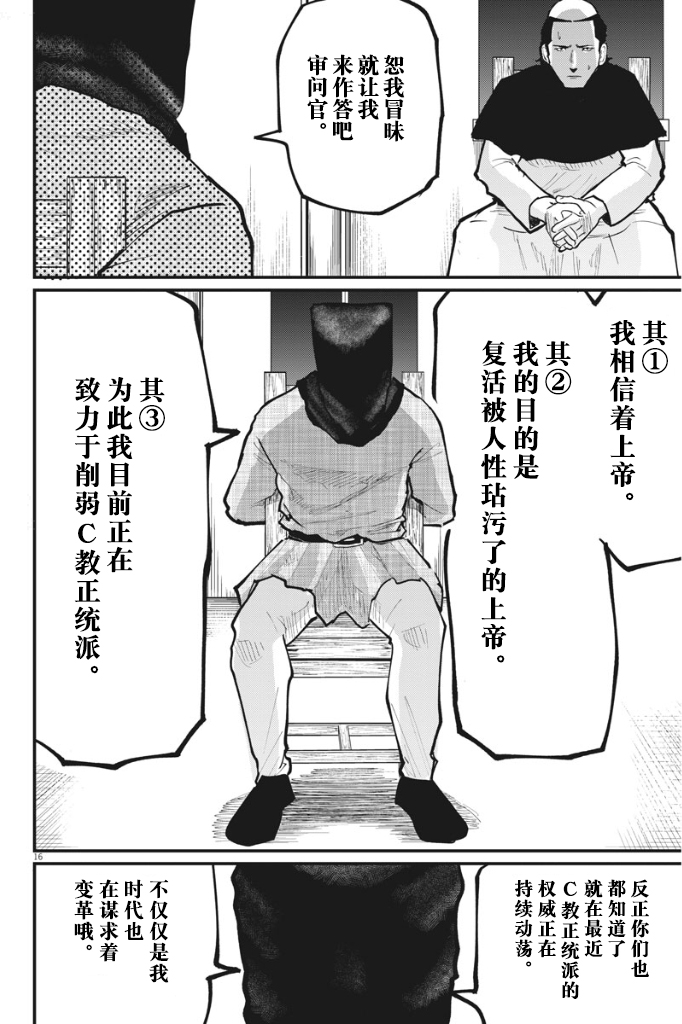 恕我冒昧
就让我
来作答吧
审问官。
其①
我相信着上帝。
其②
我的目的是
复活被人性玷污了的上帝。
其③
为此我目前正在
致力于削弱C教正统派。
反正你们也
都知道了
就在最近
C教正统派的
权威正在
持续动荡。
不仅仅是我
时代也
在谋求着
变革哦。
16